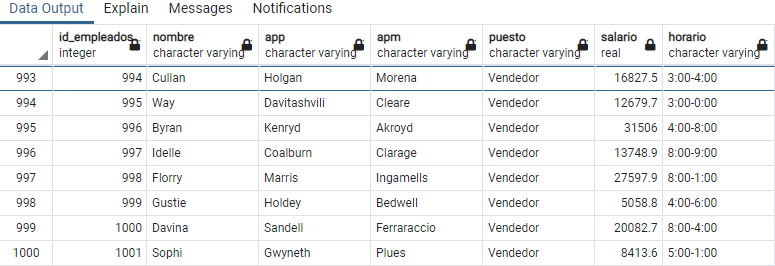 Data Output Explain Messages Notifications
id_empleados nombre app apm puesto salario horario
integer character varying character varying character varying character varying real character varying
993 994 Cullan Holgan Morena Vendedor 16827.5 3:00-4:00
994 995 Way Davitashvili Cleare Vendedor 12679.7 3:00-0:00
995 996 Byran Kenryd Akroyd Vendedor 31506 4:00-8:00
996 997 Idelle Coalburn Clarage Vendedor 13748.9 8:00-9:00
997 998 Florry Marris Ingamells Vendedor 27597.9 8:00-1:00
998 999 Gustie Holdey Bedwell Vendedor 5058.8 4:00-6:00
999 1000 Davina Sandell Ferraraccio Vendedor 20082.7 8:00-4:00
1000 1001 Sophi Gwyneth Plues Vendedor 8413.6 5:00-1:00